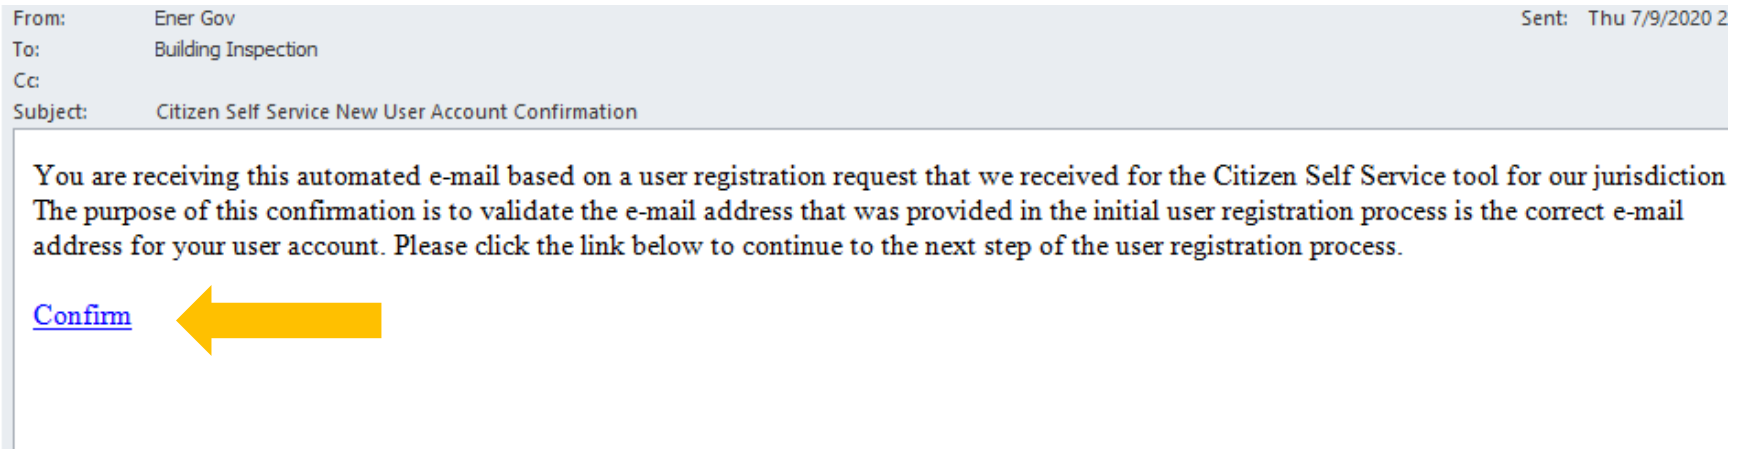 From: Ener Gov Sent: Thu 7/9/2020 2
To: Building Inspection
Cc:
Subject: Citizen Self Service New User Account Confirmation
You are receiving this automated e-mail based on a user registration request that we received for the Citizen Self Service tool for our jurisdiction
The purpose of this confirmation is to validate the e-mail address that was provided in the initial user registration process is the correct e-mail
address for your user account. Please click the link below to continue to the next step of the user registration process.
Confirm